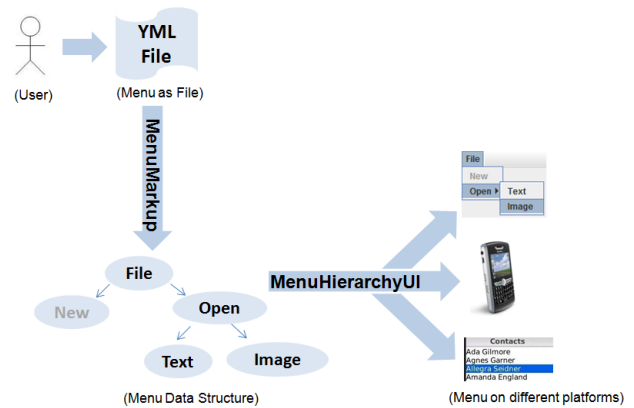 YML
File
(User)
(Menu as File)
MenuMarkup
File
New
Open
Text
Image
(Menu Data Structure)
MenuHierarchyUI
File
New
Open Text
Image
Contacts
Ada Gilmore
Agnes Garner
Allegra Seidner
Amanda England
(Menu on different platforms)